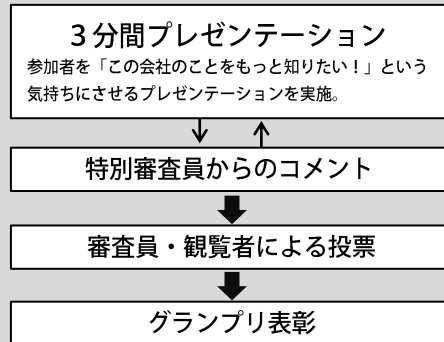 ３分間プレゼンテーション
参加者を「この会社のことをもっと知りたい！」という
気持ちにさせるプレゼンテーションを実施。
特別審査員からのコメント
審査員・観覧者による投票
グランプリ表彰